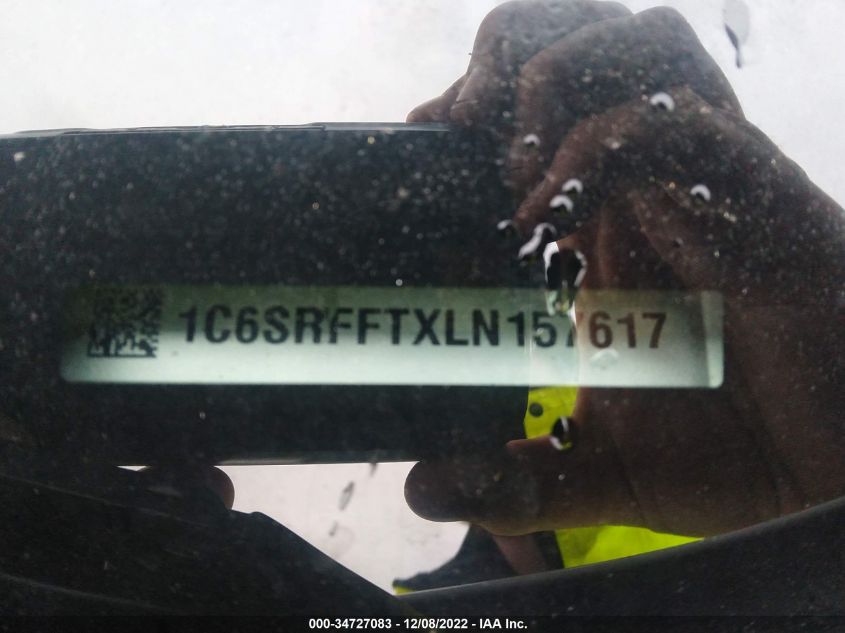 1C6SRFFTXLN157617
000-34727083 - 12/08/2022 - IAA Inc.